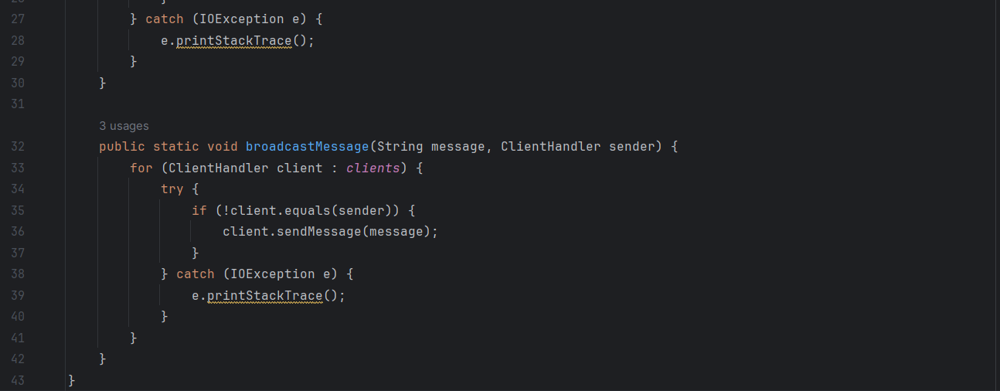 27 } catch (IOException e) {
28 e.printStackTrace();
29 }
30 }
31
3 usages
32 public static void broadcastMessage(String message, ClientHandler sender) {
33 for (ClientHandler client : clients) {
34 try {
35 if (!client.equals(sender)) {
36 client.sendMessage(message);
37 }
38 } catch (IOException e) {
39 e.printStackTrace();
40 }
41 }
42 }
43 }